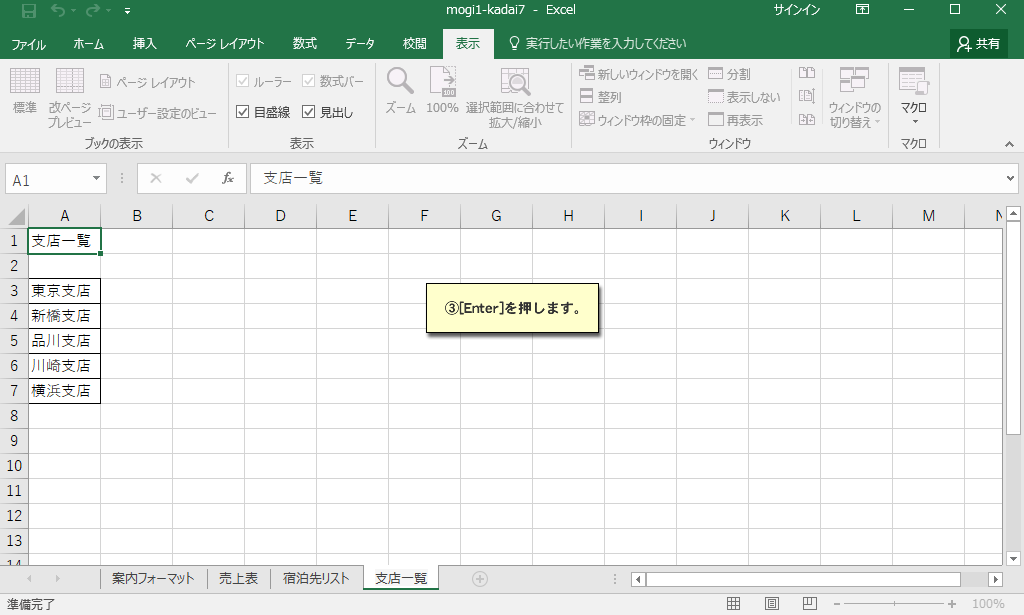 mogi1-kadai7 - Excel
サインイン
ファイル ホーム 挿入 ページ レイアウト 数式 データ 校閲 表示 実行したい作業を入力してください 共有
標準
改ページ
プレビュー
ページ レイアウト
ユーザー設定のビュー
ブックの表示
ルーラー 数式バー
目盛線 見出し
表示
ズーム
100%
選択範囲に合わせて
拡大/縮小
ズーム
新しいウィンドウを開く
整列
ウィンドウ枠の固定
分割
表示しない
再表示
ウィンドウの
切り替え
ウィンドウ
マクロ
マクロ
A1 fx 支店一覧
A B C D E F G H I J K L M N
1 支店一覧
2
3 東京支店
4 新橋支店
5 品川支店
6 川崎支店
7 横浜支店
8
9
10
11
12
13
14
③[Enter]を押します。
案内フォーマット 売上表 宿泊先リスト 支店一覧
準備完了 100%